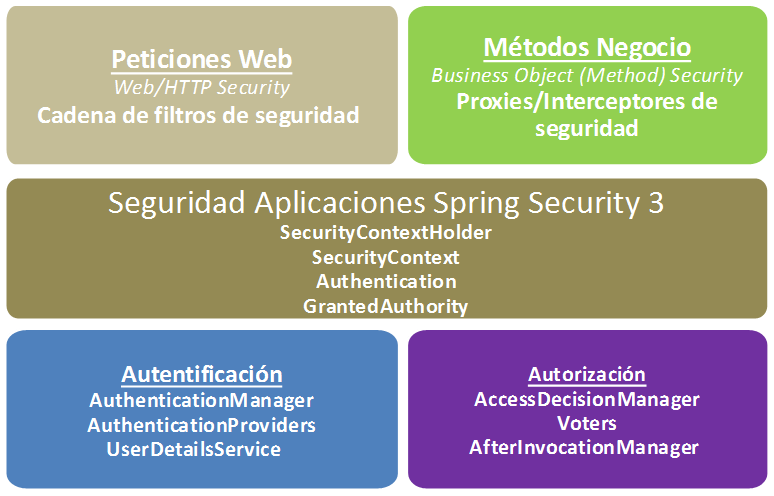 Peticiones Web
Web/HTTP Security
Cadena de filtros de seguridad
Métodos Negocio
Business Object (Method) Security
Proxies/Interceptores de
seguridad
Seguridad Aplicaciones Spring Security 3
SecurityContextHolder
SecurityContext
Authentication
GrantedAuthority
Autentificación
AuthenticationManager
AuthenticationProviders
UserDetailsService
Autorización
AccessDecisionManager
Voters
AfterInvocationManager